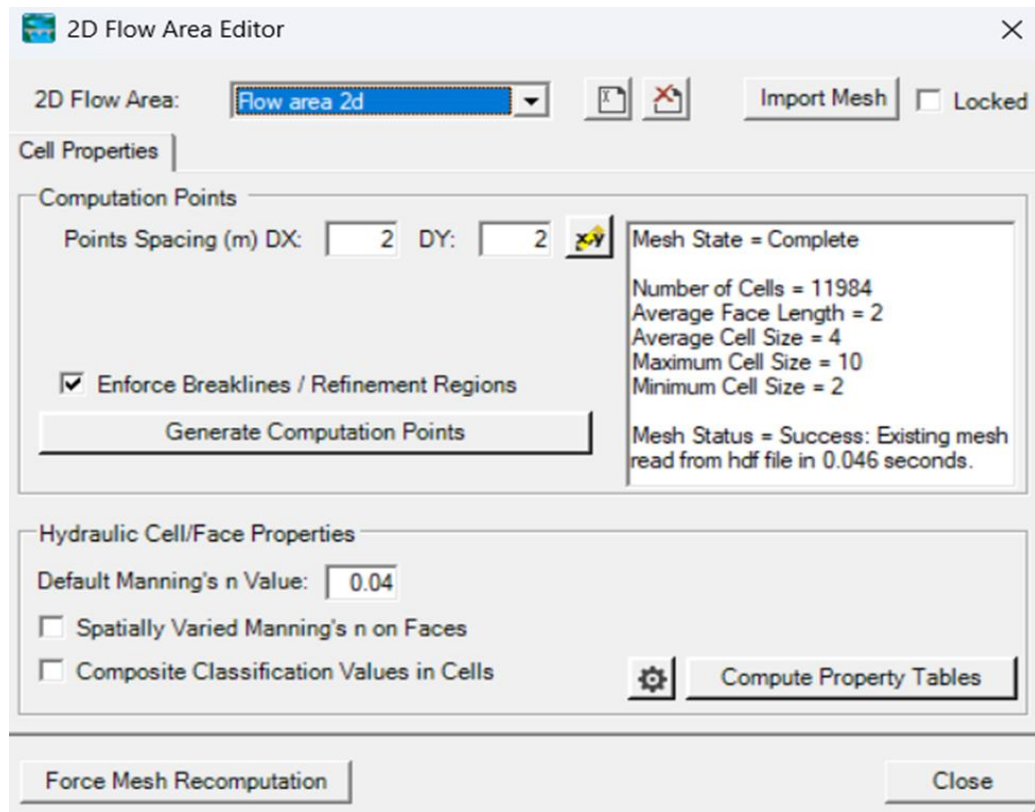 2D Flow Area Editor
2D Flow Area: Flow area 2d Import Mesh Locked
Cell Properties
Computation Points
Points Spacing (m) DX: 2 DY: 2
Mesh State = Complete
Number of Cells = 11984
Average Face Length = 2
Average Cell Size = 4
Maximum Cell Size = 10
Minimum Cell Size = 2
Mesh Status = Success: Existing mesh
read from hdf file in 0.046 seconds.
Enforce Breaklines / Refinement Regions
Generate Computation Points
Hydraulic Cell/Face Properties
Default Manning's n Value: 0.04
Spatially Varied Manning's n on Faces
Composite Classification Values in Cells
Compute Property Tables
Force Mesh Recomputation Close